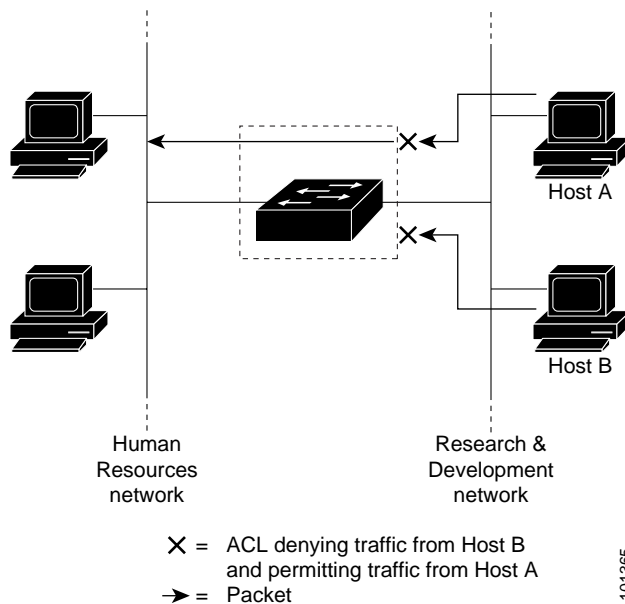 Host A
Host B
Human
Resources
network
Research &
Development
network
X = ACL denying traffic from Host B
and permitting traffic from Host A
= Packet
101365